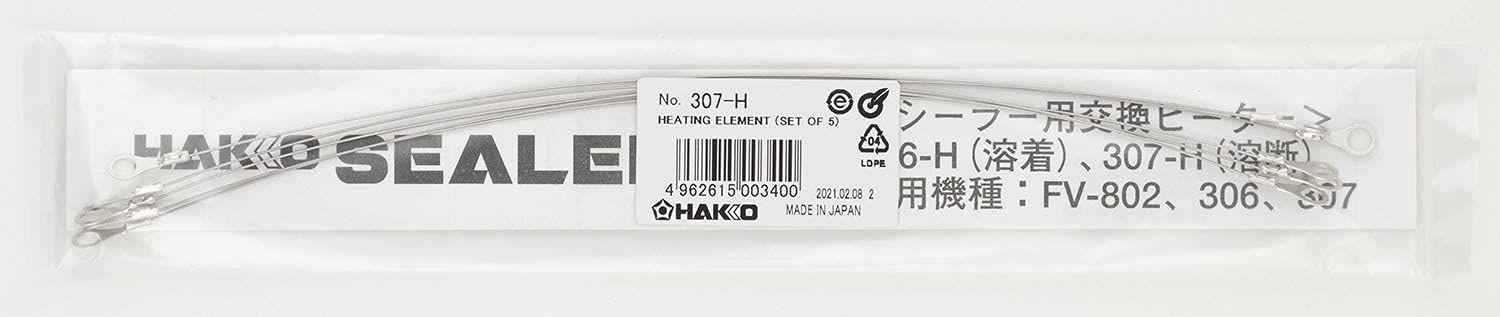 HAKKO SEALE
シーラー用交換ヒーター>
6-H（溶着）、307-H（溶断）
用機種：FV-802、306、307
No. 307-H
HEATING ELEMENT (SET OF 5)
04
LDPE
4 962615 003400
2021.02.08 2
HAKKO MADE IN JAPAN